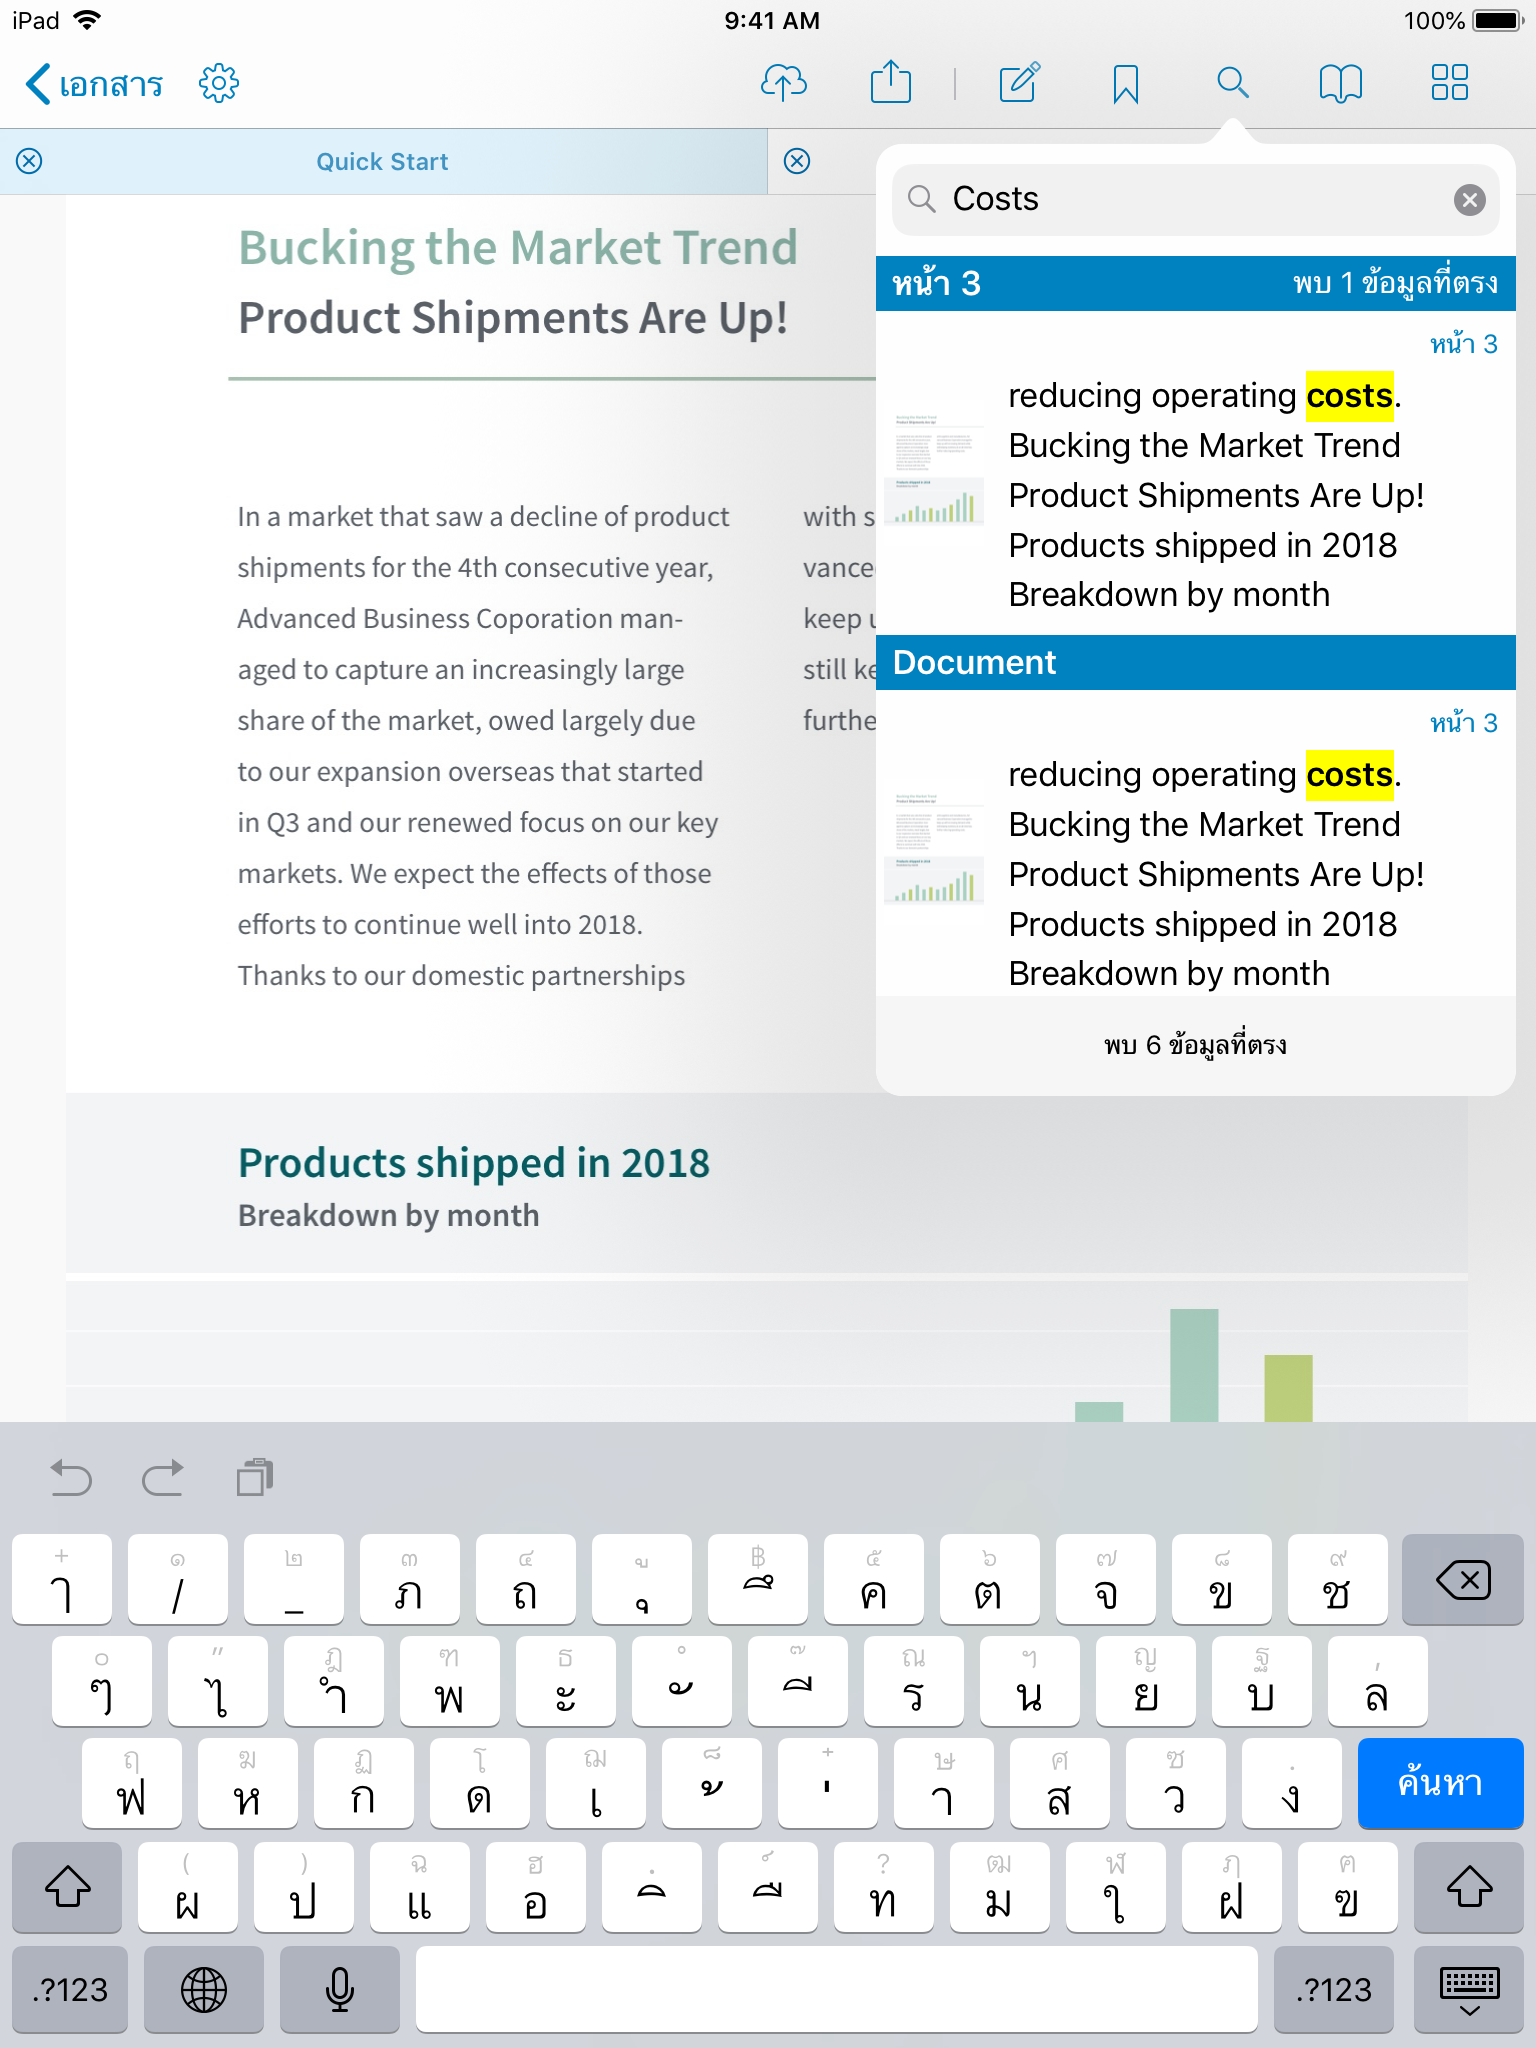 iPad 9:41 AM 100%
เอกสาร
Quick Start
Bucking the Market Trend
Product Shipments Are Up!
In a market that saw a decline of product
shipments for the 4th consecutive year,
Advanced Business Coporation man-
aged to capture an increasingly large
share of the market, owed largely due
to our expansion overseas that started
in Q3 and our renewed focus on our key
markets. We expect the effects of those
efforts to continue well into 2018.
Thanks to our domestic partnerships
with s
vance
keep u
still ke
furthe
Costs
หน้า 3 พบ 1 ข้อมูลที่ตรง
หน้า 3
reducing operating costs.
Bucking the Market Trend
Product Shipments Are Up!
Products shipped in 2018
Breakdown by month
Document
หน้า 3
reducing operating costs.
Bucking the Market Trend
Product Shipments Are Up!
Products shipped in 2018
Breakdown by month
พบ 6 ข้อมูลที่ตรง
Products shipped in 2018
Breakdown by month
+ ๑ ๒ ๓ ๔ ู ฿ ๕ ๖ ๗ ๘ ๙
ๅ / _ ภ ถ ุ ึ ค ต จ ข ช
๐ " ฎ ฑ ธ ํ ๊ ณ ฯ ญ ฐ ,
ๆ ไ ำ พ ะ ั ี ร น ย บ ล
ฤ ฆ ฏ โ ฌ ็ ๋ ษ ศ ซ .
ฟ ห ก ด เ ้ ่ า ส ว ง ค้นหา
( ) ฉ ฮ ฺ ์ ? ฒ ฬ ฦ ฅ
ผ ป แ อ ิ ื ท ม ใ ฝ ฃ
.?123 .?123